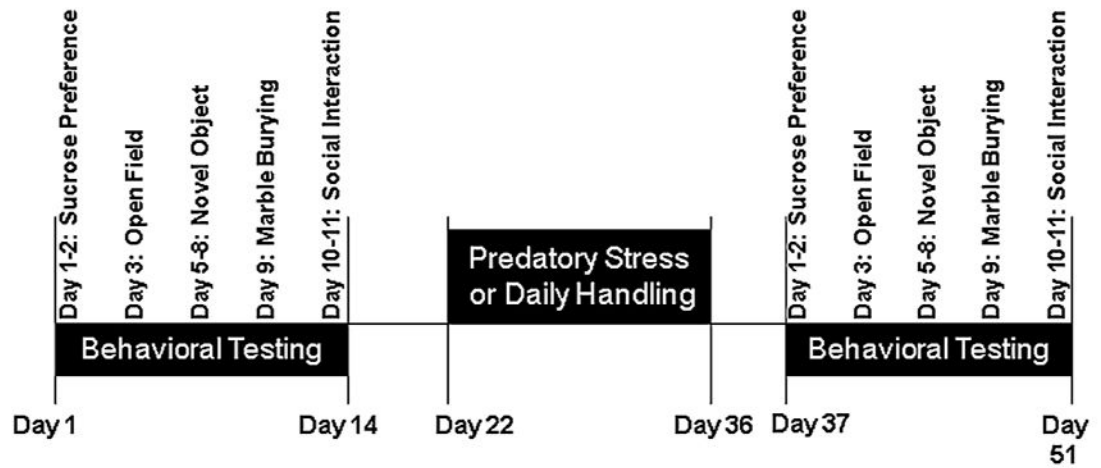 Day 1-2: Sucrose Preference
Day 3: Open Field
Day 5-8: Novel Object
Day 9: Marble Burying
Day 10-11: Social Interaction
Behavioral Testing
Predatory Stress
or Daily Handling
Day 1-2: Sucrose Preference
Day 3: Open Field
Day 5-8: Novel Object
Day 9: Marble Burying
Day 10-11: Social Interaction
Behavioral Testing
Day 1
Day 14
Day 22
Day 36
Day 37
Day
51